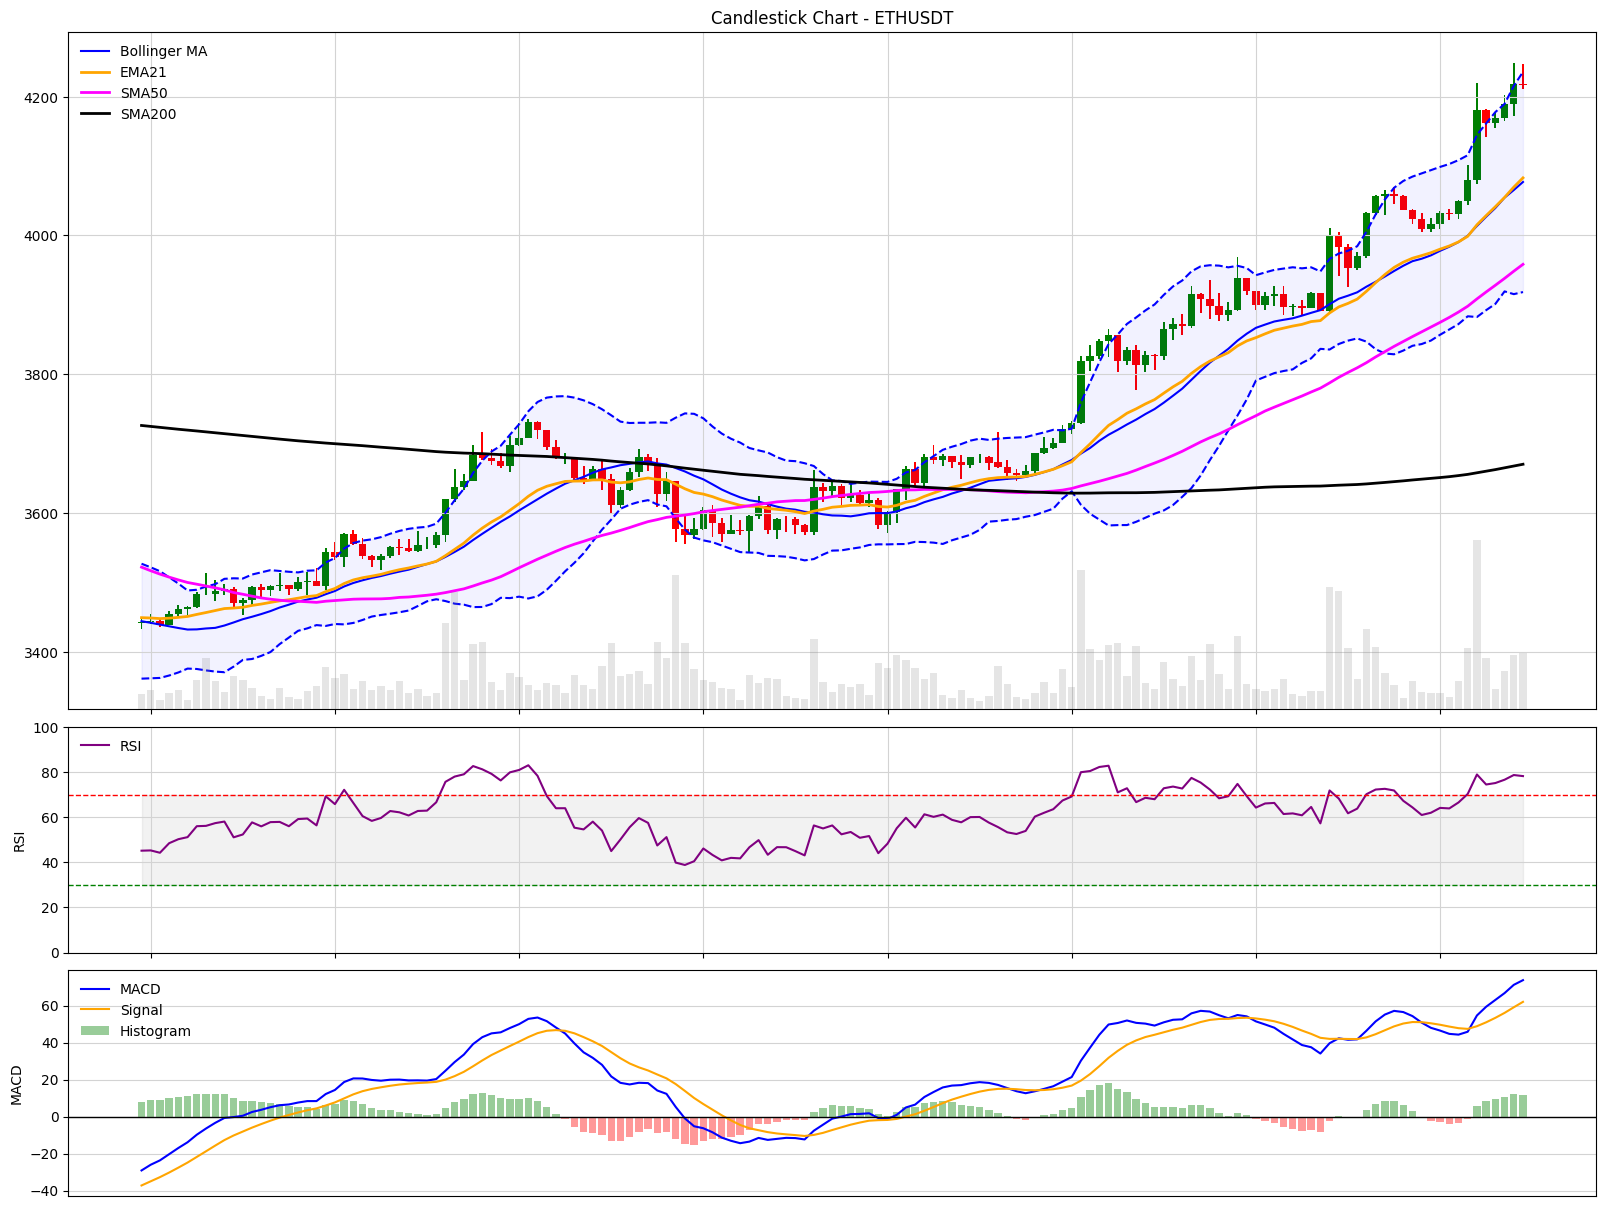 Candlestick Chart - ETHUSDT
Bollinger MA
EMA21
SMA50
SMA200
4200
4000
3800
3600
3400
100
80
60
40
20
0
RSI
RSI
60
40
20
0
−20
−40
MACD
MACD
Signal
Histogram